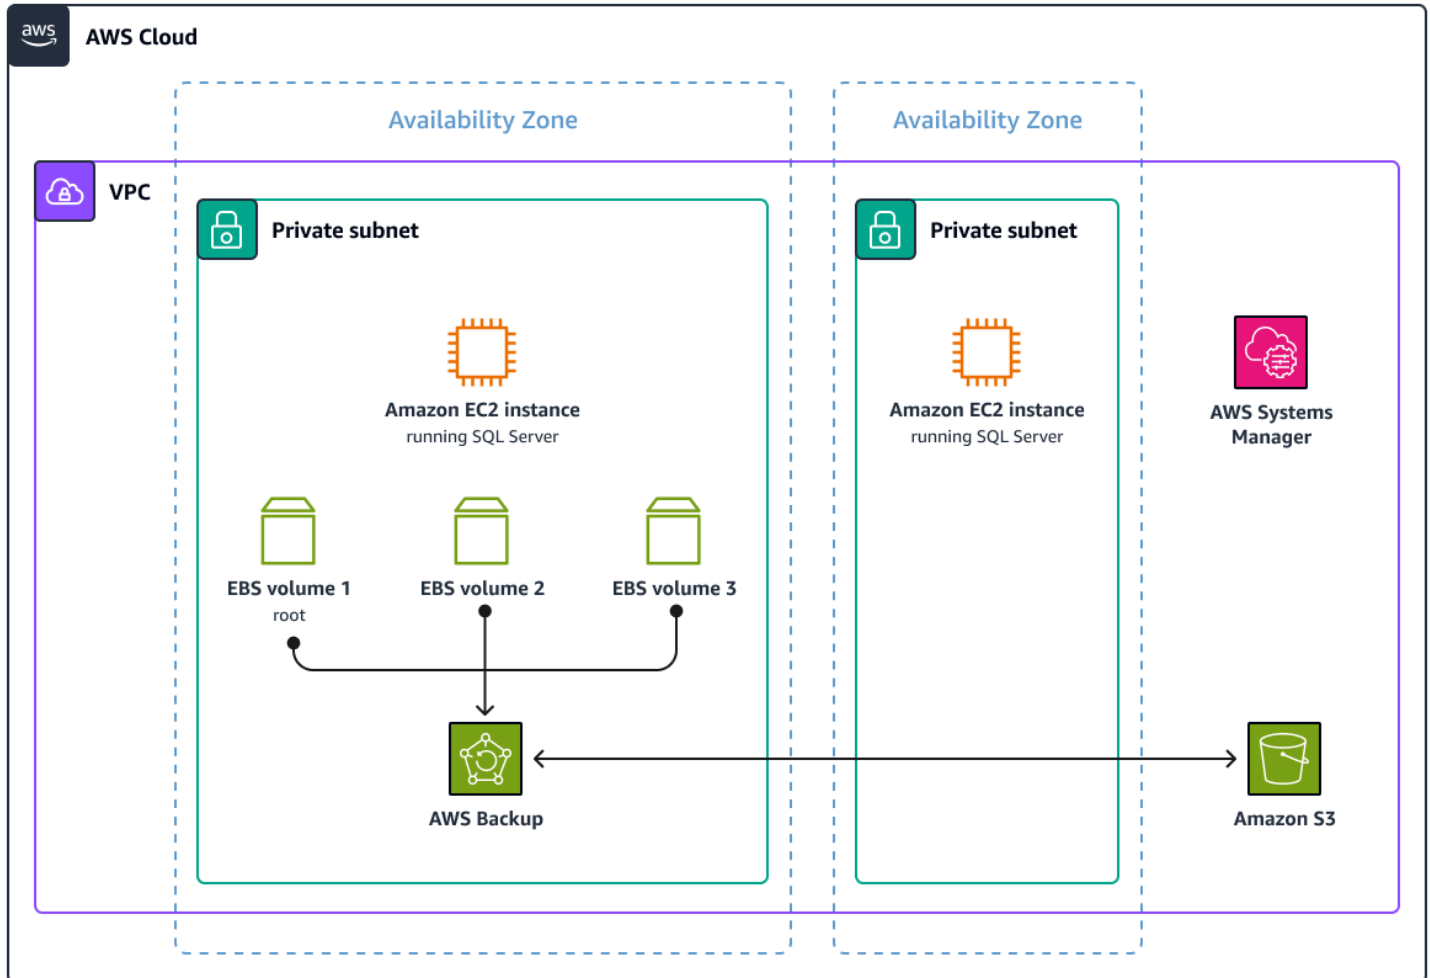 aws
AWS Cloud
Availability Zone
Availability Zone
VPC
Private subnet
Private subnet
Amazon EC2 instance
running SQL Server
Amazon EC2 instance
running SQL Server
AWS Systems
Manager
EBS volume 1
root
EBS volume 2
EBS volume 3
AWS Backup
Amazon S3